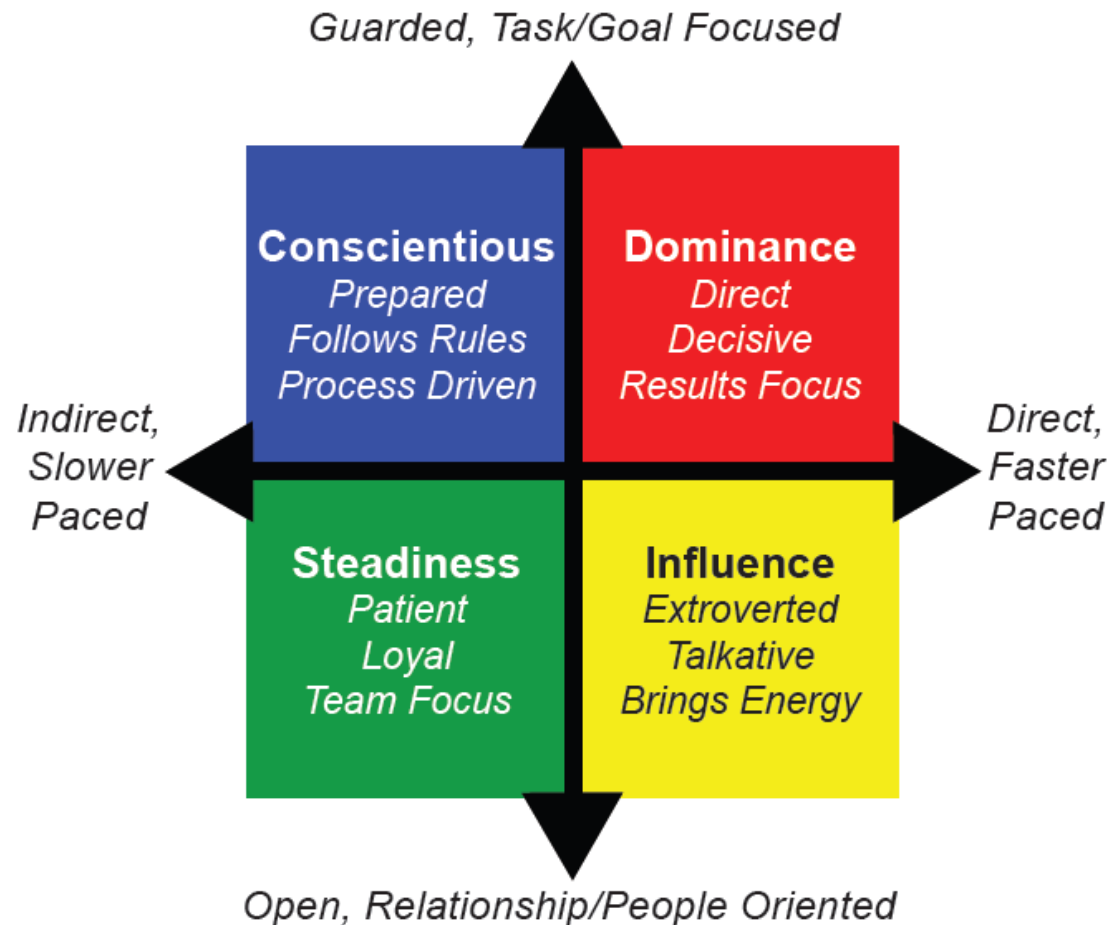 Guarded, Task/Goal Focused
Conscientious
Prepared
Follows Rules
Process Driven
Dominance
Direct
Decisive
Results Focus
Indirect,
Slower
Paced
Direct,
Faster
Paced
Steadiness
Patient
Loyal
Team Focus
Influence
Extroverted
Talkative
Brings Energy
Open, Relationship/People Oriented